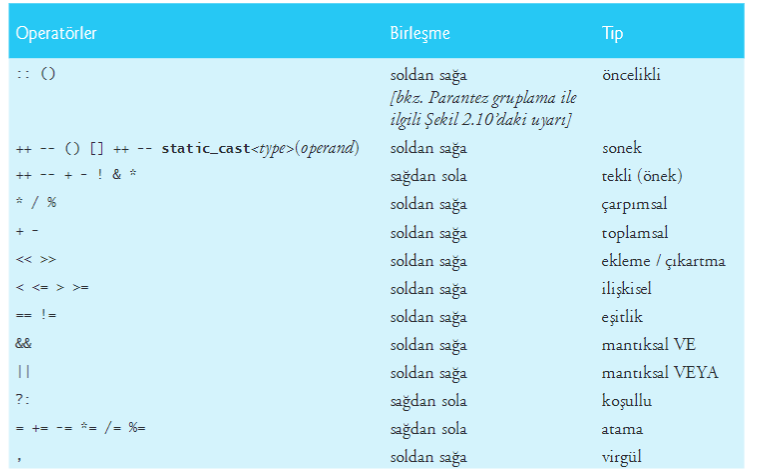 Operatörler Birleşme Tip
:: () soldan sağa öncelikli
[bkz. Parantez gruplama ile
ilgili Şekil 2.10'daki uyarı]
++ -- () [] ++ -- static_cast<type>(operand) soldan sağa sonek
++ -- + - ! & * sağdan sola tekli (önek)
* / % soldan sağa çarpımsal
+ - soldan sağa toplamsal
<< >> soldan sağa ekleme / çıkartma
< <= > >= soldan sağa ilişkisel
== != soldan sağa eşitlik
&& soldan sağa mantıksal VE
|| soldan sağa mantıksal VEYA
?: sağdan sola koşullu
= += -= *= /= %= sağdan sola atama
, soldan sağa virgül